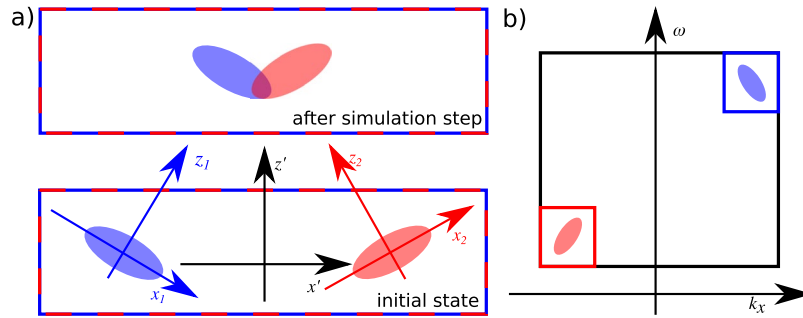 a)
after simulation step
z1
z'
z2
x2
x1
x'
initial state
b)
ω
kx